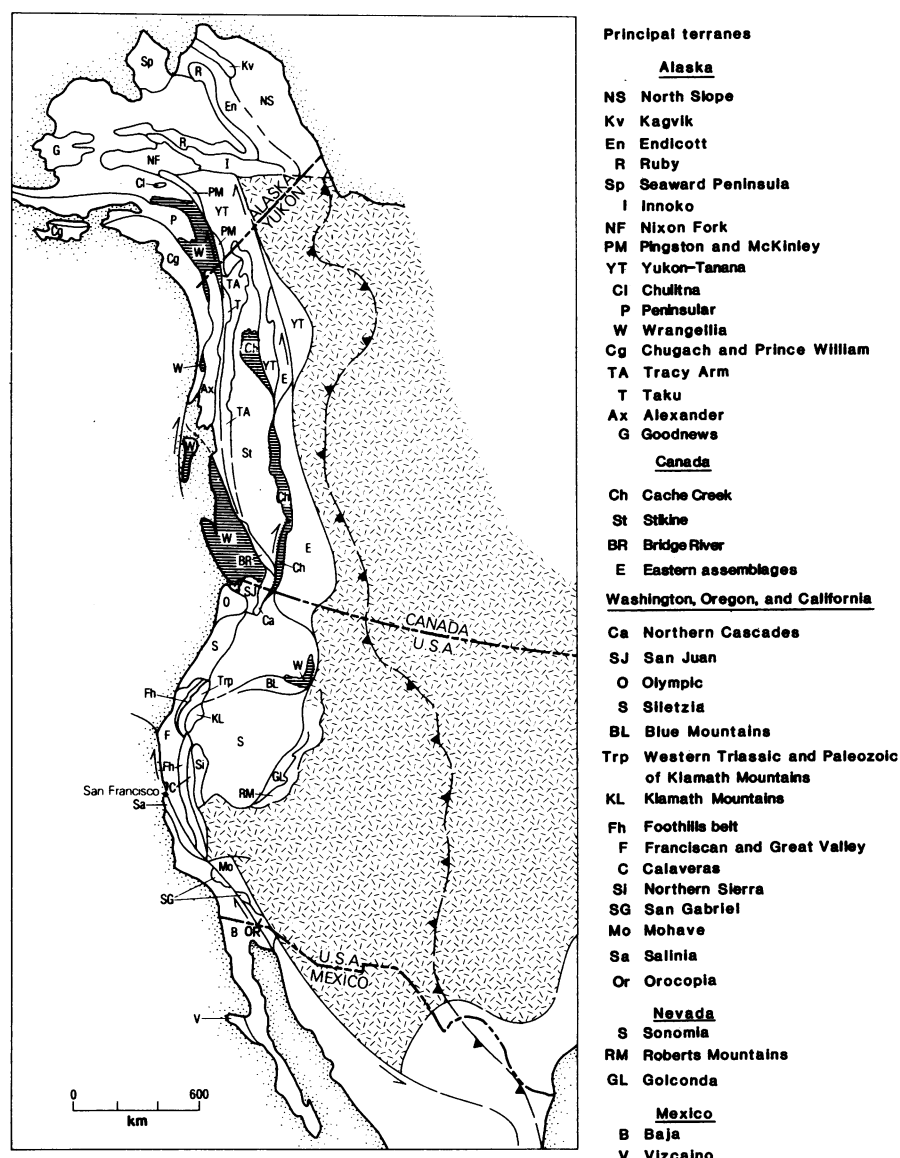 Sp
Kv
R
En
NS
G
R
I
NF
Cl
PM
ALASKA
YUKON
YT
P
PM
Cg
W
Cg
TA
T
YT
Ch
W
YT
E
Ax
TA
St
W
Ch
W
E
BR
Ch
SJ
O
Ca
CANADA
U.S.A.
S
W
Trp
BL
Fh
KL
F
S
Fh
Si
GL
San Francisco
C
RM
Sa
Mo
SG
B OR
U.S.A.
MEXICO
V
0 600
km
Principal terranes
Alaska
NS North Slope
Kv Kagvik
En Endicott
R Ruby
Sp Seaward Peninsula
I Innoko
NF Nixon Fork
PM Pingston and McKinley
YT Yukon-Tanana
Cl Chulitna
P Peninsular
W Wrangellia
Cg Chugach and Prince William
TA Tracy Arm
T Taku
Ax Alexander
G Goodnews
Canada
Ch Cache Creek
St Stikine
BR Bridge River
E Eastern assemblages
Washington, Oregon, and California
Ca Northern Cascades
SJ San Juan
O Olympic
S Siletzia
BL Blue Mountains
Trp Western Triassic and Paleozoic
of Klamath Mountains
KL Klamath Mountains
Fh Foothills belt
F Franciscan and Great Valley
C Calaveras
Si Northern Sierra
SG San Gabriel
Mo Mohave
Sa Salinia
Or Orocopia
Nevada
S Sonomia
RM Roberts Mountains
GL Golconda
Mexico
B Baja
V Vizcaino